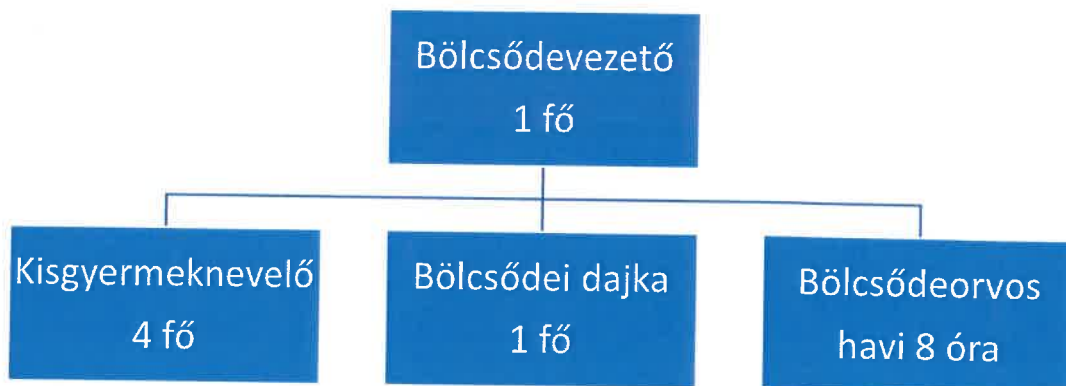 Bölcsődevezető
1 fő
Kisgyermeknevelő
4 fő
Bölcsődei dajka
1 fő
Bölcsődeorvos
havi 8 óra